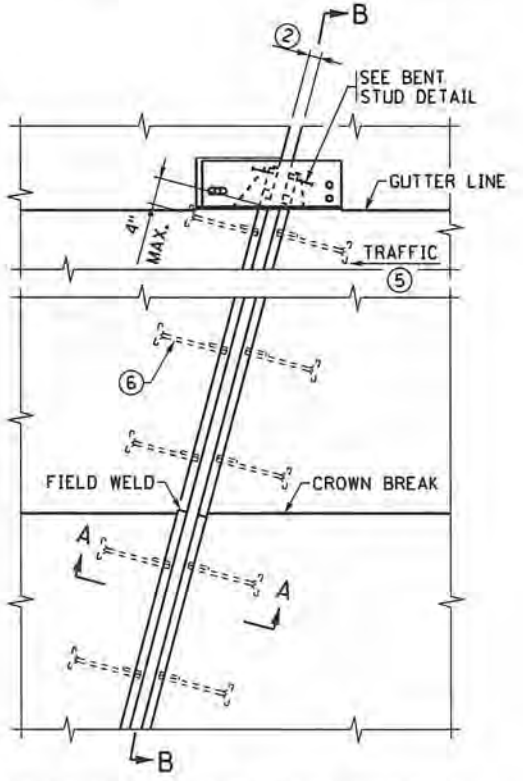 B
②
SEE BENT
STUD DETAIL
GUTTER LINE
4"
MAX.
TRAFFIC
⑤
⑥
FIELD WELD
CROWN BREAK
A
A
B